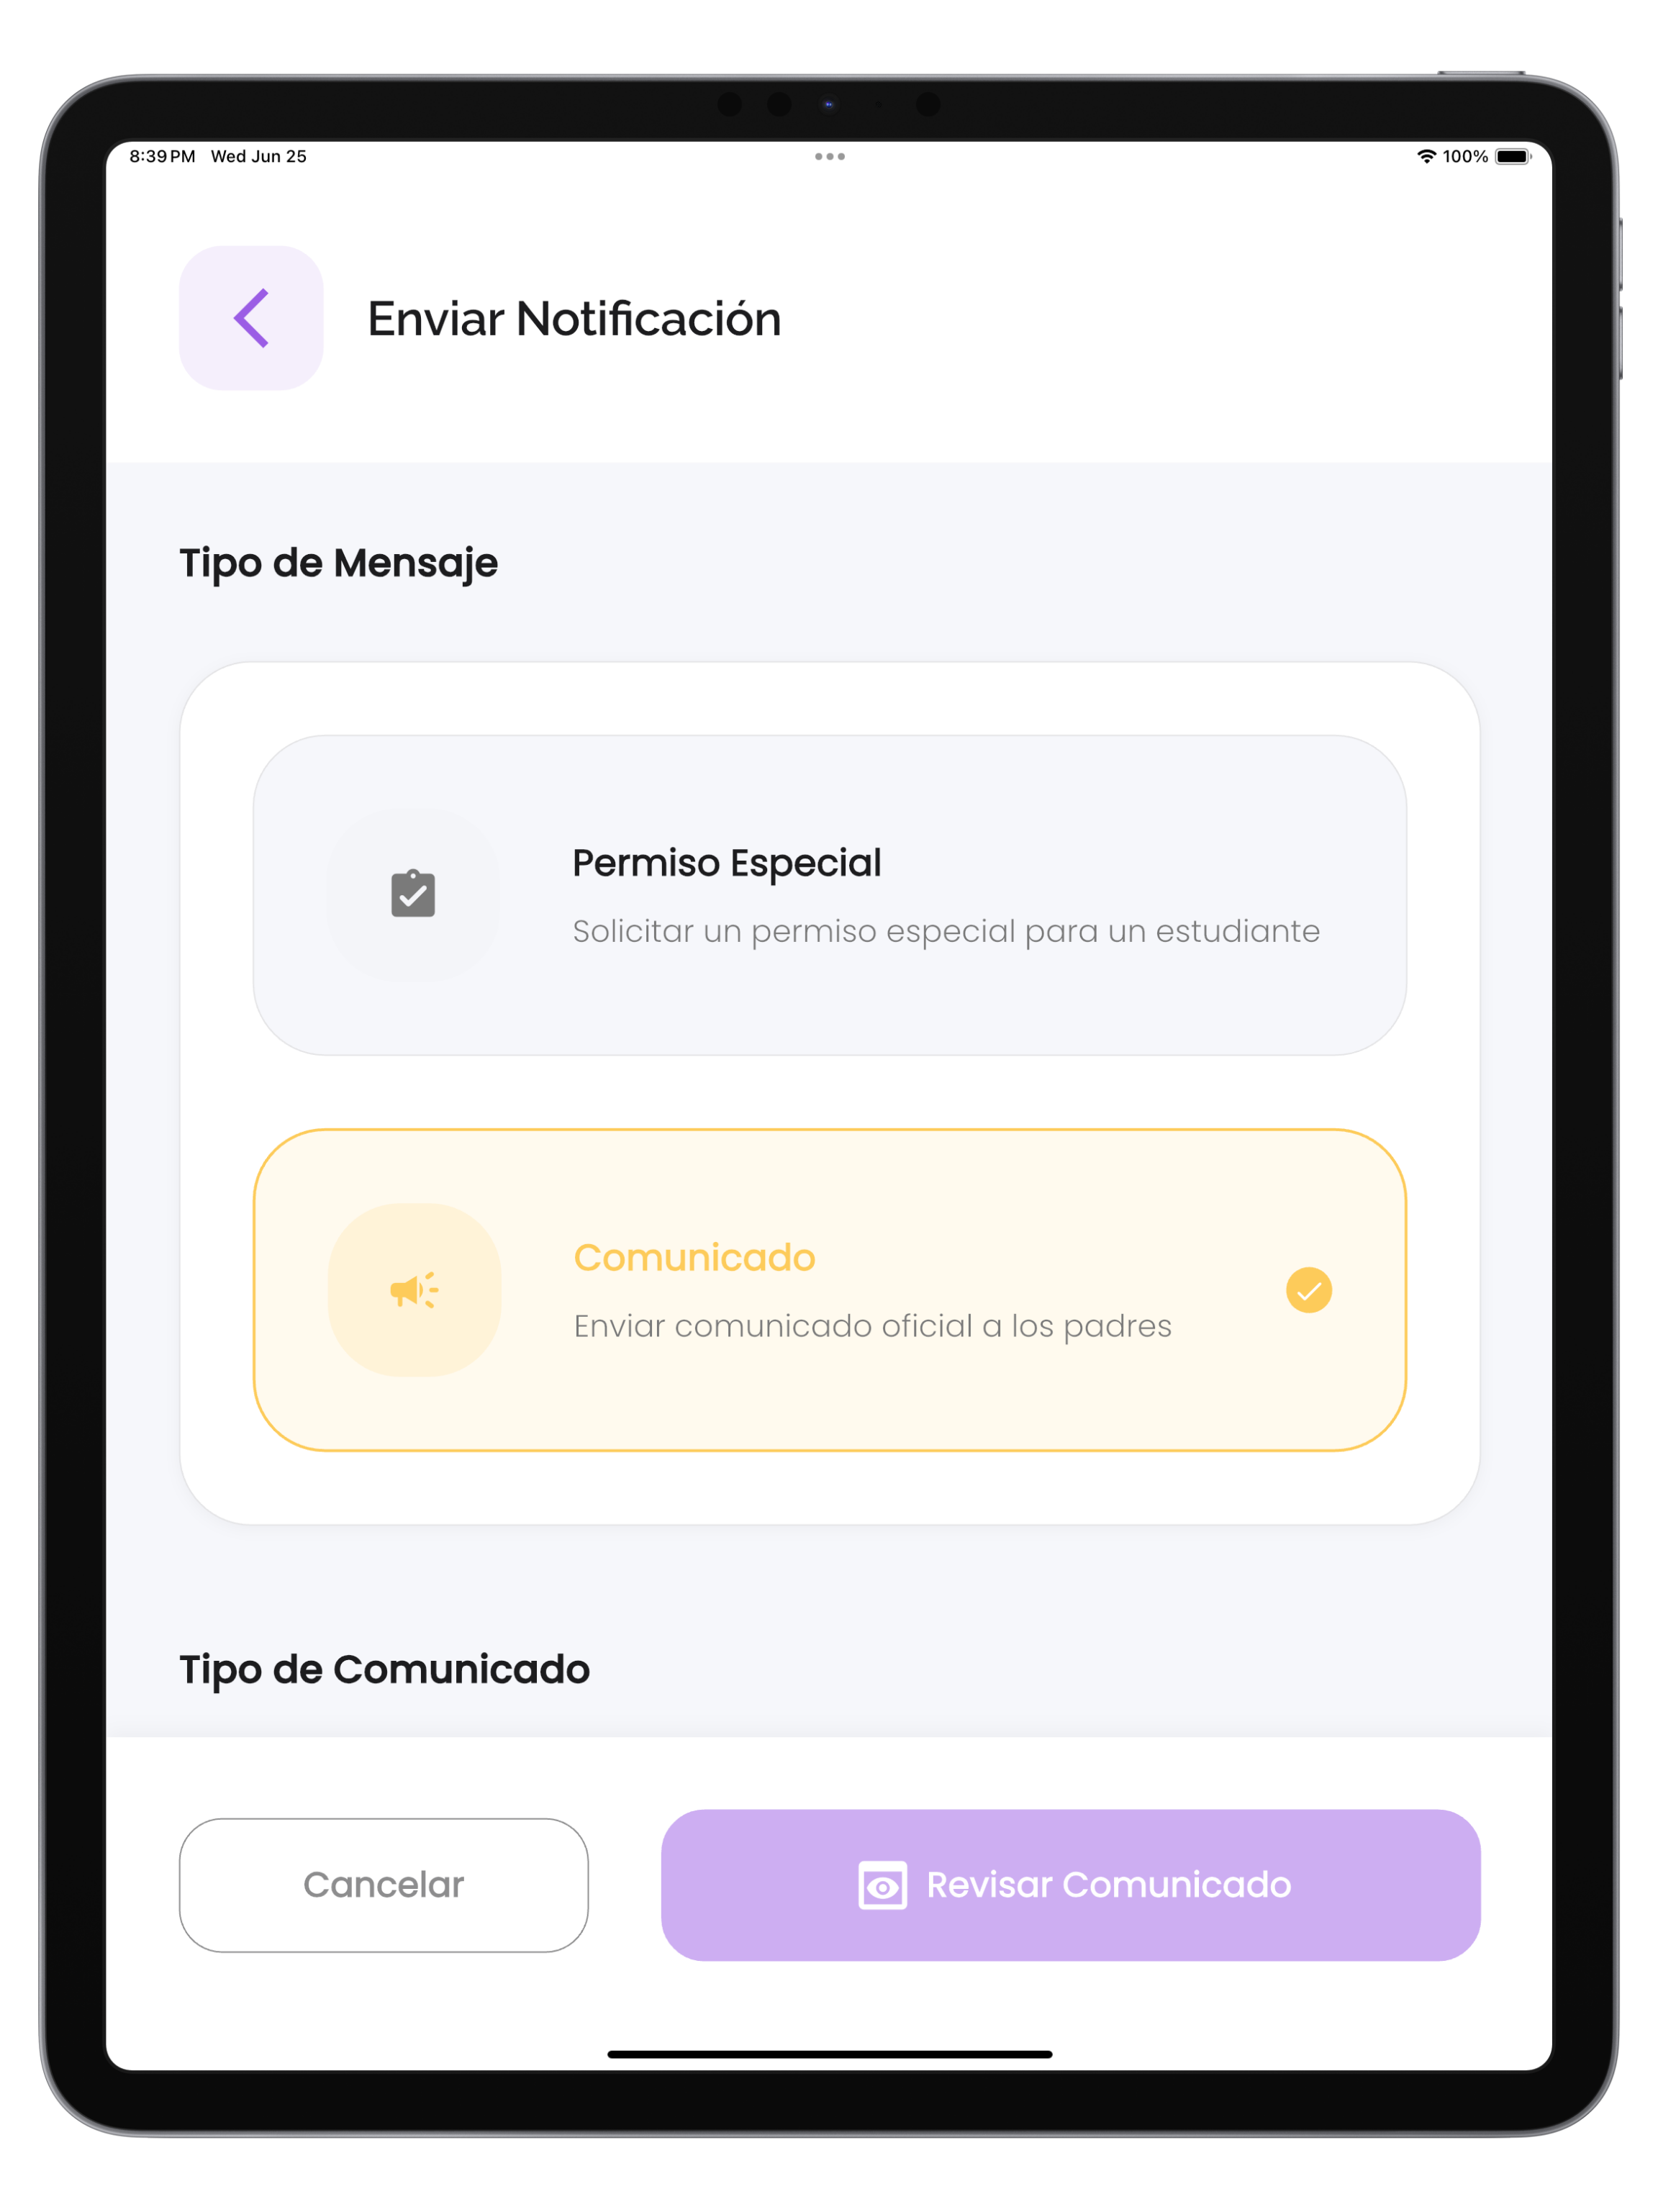 8:39 PM Wed Jun 25
100%
Enviar Notificación
Tipo de Mensaje
Permiso Especial
Solicitar un permiso especial para un estudiante
Comunicado
Enviar comunicado oficial a los padres
Tipo de Comunicado
Cancelar
Revisar Comunicado